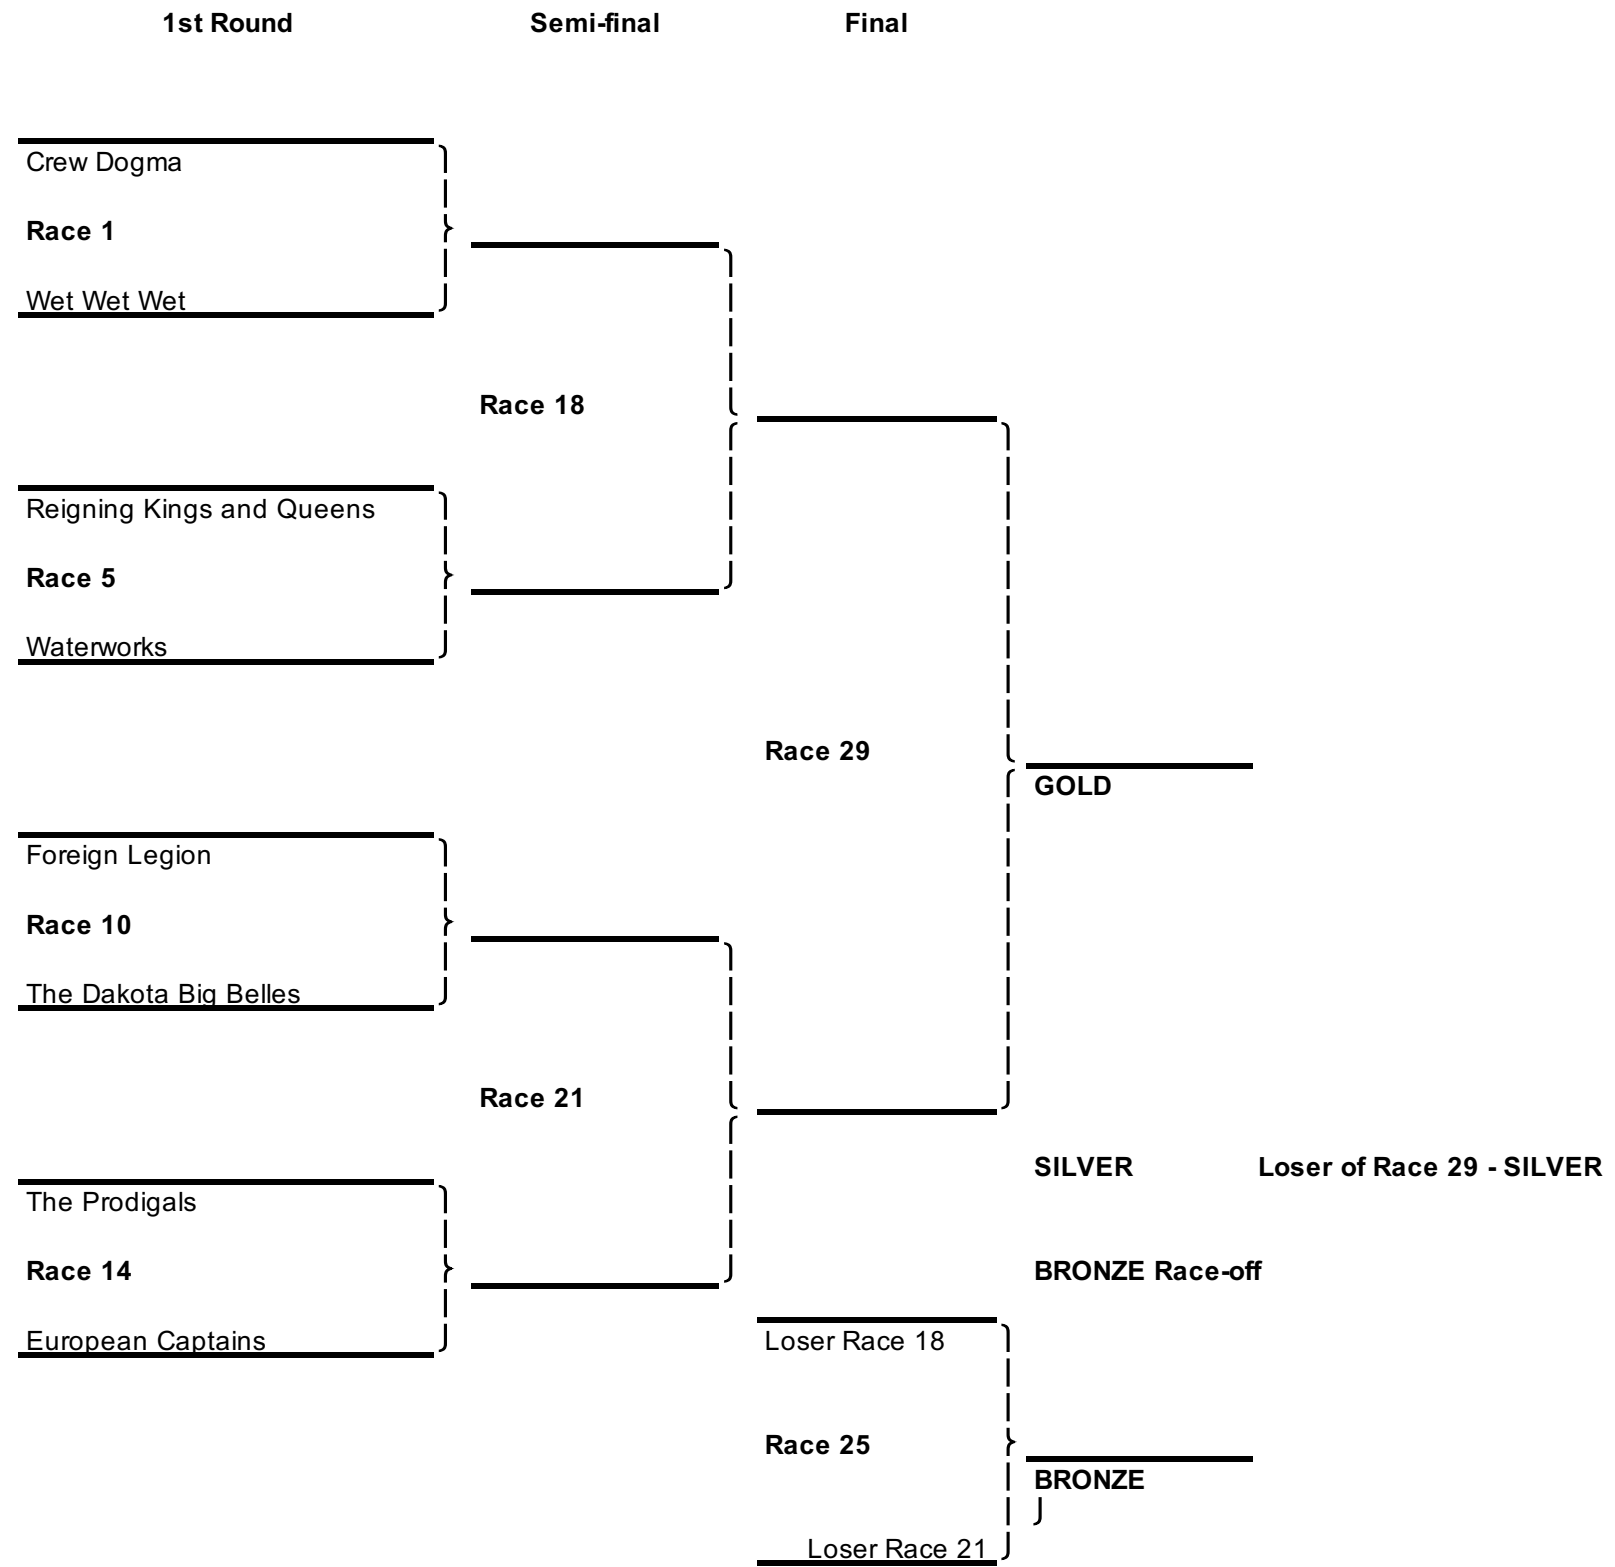 1st Round Semi-final Final
Crew Dogma
Race 1
Wet Wet Wet
Race 18
Reigning Kings and Queens
Race 5
Waterworks
Race 29
GOLD
Foreign Legion
Race 10
The Dakota Big Belles
Race 21
SILVER Loser of Race 29 - SILVER
The Prodigals
Race 14 BRONZE Race-off
European Captains Loser Race 18
Race 25
BRONZE
Loser Race 21